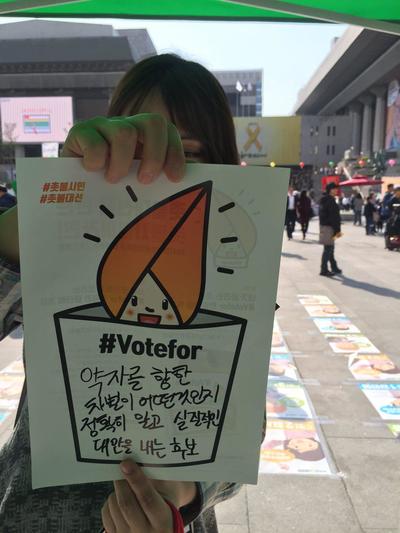 #촛불시민
#촛불대선
#Votefor
약자를 향한
차별이 어떤것인지
정확히 알고 실질적인
대안을 내는 후보